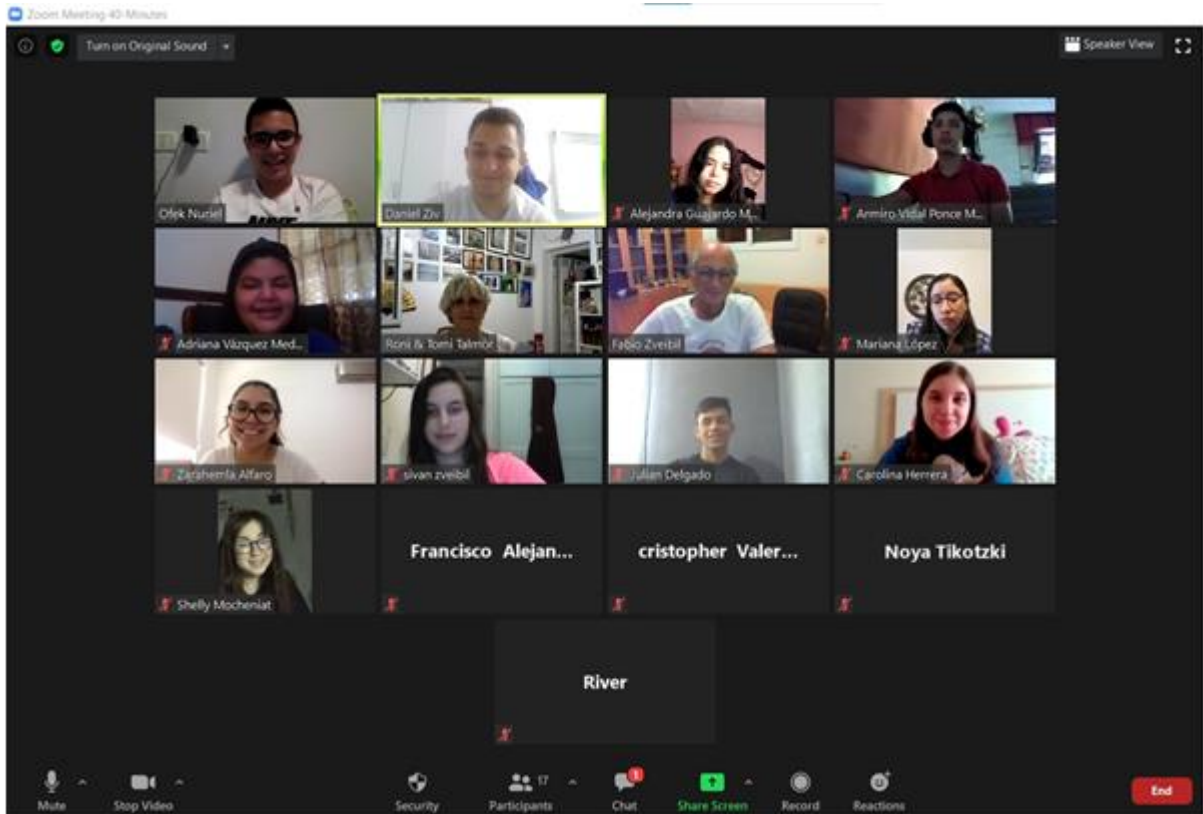 Zoom Meeting 40-Minutes
Turn on Original Sound
Speaker View
Ofek Nuriel
Daniel Ziv
Alejandra Guajardo M...
Armiro Vidal Ponce M...
Adriana Vázquez Med...
Roni & Tomi Talmor
Fabio Zveibil
Mariana López
Zarahemla Alfaro
sivan zveibil
Julian Delgado
Carolina Herrera
Shelly Mocheniat
Francisco Alejan...
cristopher Valer...
Noya Tikotzki
River
Mute
Stop Video
Security
Participants
17
Chat
1
Share Screen
Record
Reactions
End